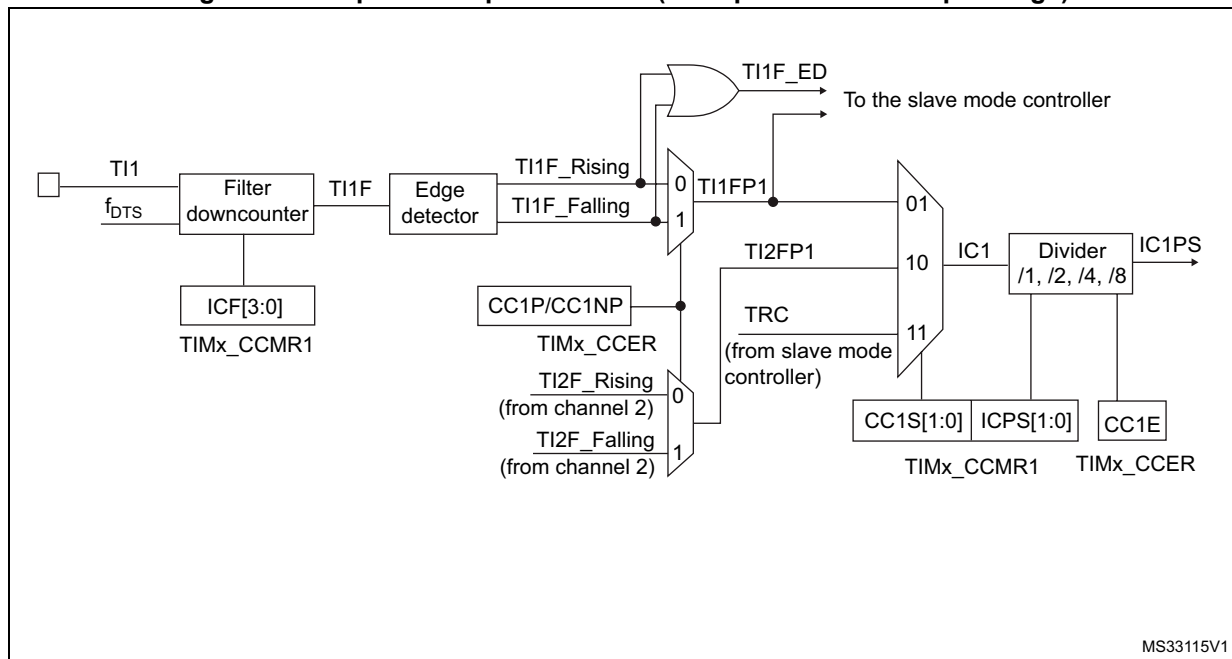 TI1F_ED
To the slave mode controller
TI1
f_DTS
Filter
downcounter
TI1F
Edge
detector
TI1F_Rising
TI1F_Falling
0
1
TI1FP1
01
TI2FP1
10
IC1
Divider
/1, /2, /4, /8
IC1PS
ICF[3:0]
TIMx_CCMR1
CC1P/CC1NP
TIMx_CCER
TRC
11
(from slave mode
controller)
TI2F_Rising
0
(from channel 2)
TI2F_Falling
1
(from channel 2)
CC1S[1:0]
ICPS[1:0]
CC1E
TIMx_CCMR1
TIMx_CCER
MS33115V1